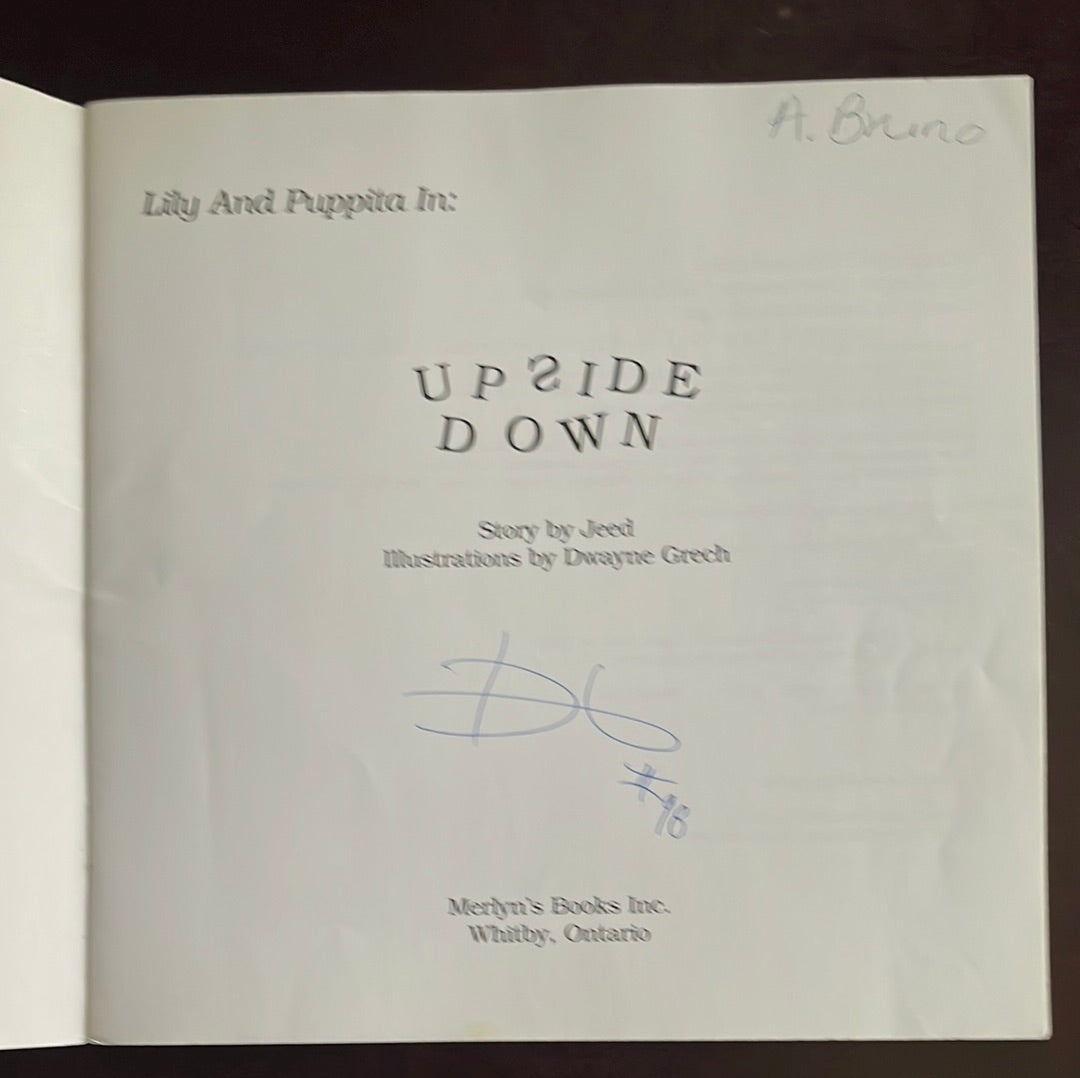 A. Bruno
Lily And Puppita In:
UPSIDE
DOWN
Story by Jeed
Illustrations by Dwayne Grech
DG
Merlyn's Books Inc.
Whitby, Ontario